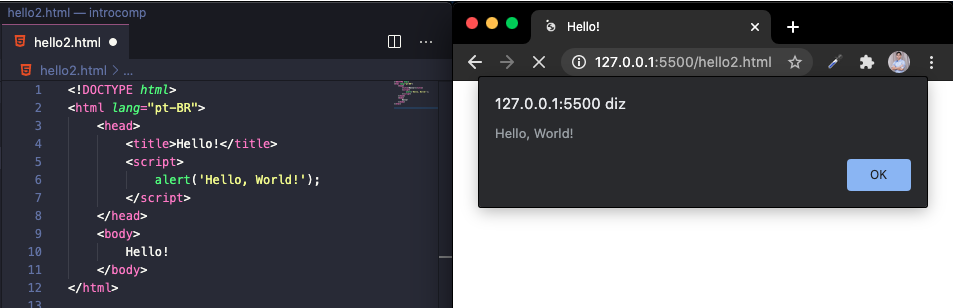 hello2.html — introcomp
hello2.html
hello2.html > ...
1 <!DOCTYPE html>
2 <html lang="pt-BR">
3 <head>
4 <title>Hello!</title>
5 <script>
6 alert('Hello, World!');
7 </script>
8 </head>
9 <body>
10 Hello!
11 </body>
12 </html>
13
Hello!
127.0.0.1:5500/hello2.html
127.0.0.1:5500 diz
Hello, World!
OK